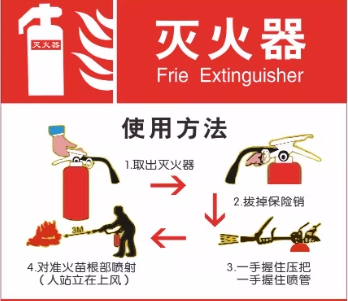 灭火器
灭火器
Frie Extinguisher
使用方法
1.取出灭火器
2.拔掉保险销
3M
4.对准火苗根部喷射
（人站立在上风）
3.一手握住压把
一手握住喷管